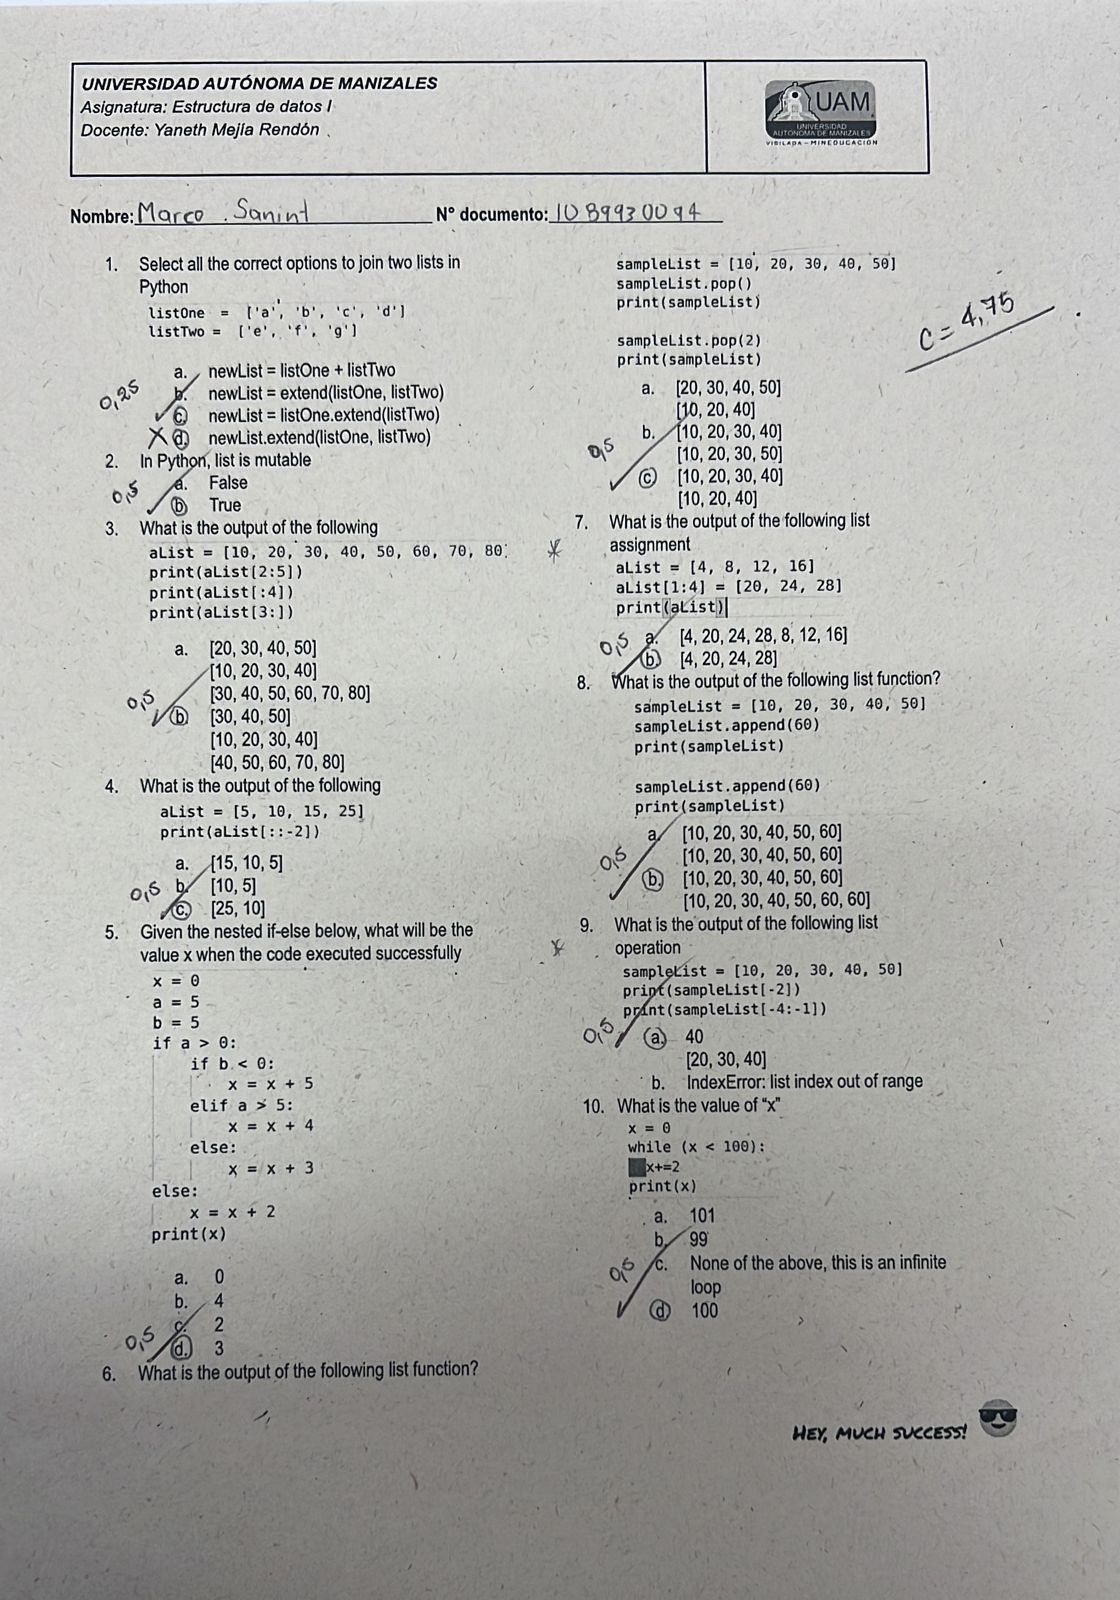 UNIVERSIDAD AUTÓNOMA DE MANIZALES
Asignatura: Estructura de datos I
Docente: Yaneth Mejía Rendón
UAM
UNIVERSIDAD
AUTÓNOMA DE MANIZALES
VIGILADA - MINEDUCACIÓN
Nombre: Marco Sanint N° documento:
1. Select all the correct options to join two lists in
Python
listOne = ['a', 'b', 'c', 'd']
listTwo = ['e', 'f', 'g']
a. newList = listOne + listTwo
0,25 b. newList = extend(listOne, listTwo)
c. newList = listOne.extend(listTwo)
d. newList.extend(listOne, listTwo)
2. In Python, list is mutable
0,5 a. False
b. True
3. What is the output of the following
aList = [10, 20, 30, 40, 50, 60, 70, 80
print(aList[2:5])
print(aList[:4])
print(aList[3:])
a. [20, 30, 40, 50]
[10, 20, 30, 40]
0,5 [30, 40, 50, 60, 70, 80]
b [30, 40, 50]
[10, 20, 30, 40]
[40, 50, 60, 70, 80]
4. What is the output of the following
aList = [5, 10, 15, 25]
print(aList[::-2])
a. [15, 10, 5]
0,5 b. [10, 5]
c. [25, 10]
5. Given the nested if-else below, what will be the
value x when the code executed successfully
x = 0
a = 5
b = 5
if a > 0:
if b < 0:
x = x + 5
elif a > 5:
x = x + 4
else:
x = x + 3
else:
x = x + 2
print(x)
a. 0
b. 4
0,5 c. 2
d. 3
6. What is the output of the following list function?
sampleList = [10, 20, 30, 40, 50]
sampleList.pop()
print(sampleList)
C = 4,75
sampleList.pop(2)
print(sampleList)
a. [20, 30, 40, 50]
[10, 20, 40]
b. [10, 20, 30, 40]
0,5 [10, 20, 30, 50]
c [10, 20, 30, 40]
[10, 20, 40]
7. What is the output of the following list
assignment
aList = [4, 8, 12, 16]
aList[1:4] = [20, 24, 28]
print(aList)
0,5 a. [4, 20, 24, 28, 8, 12, 16]
b. [4, 20, 24, 28]
8. What is the output of the following list function?
sampleList = [10, 20, 30, 40, 50]
sampleList.append(60)
print(sampleList)
sampleList.append(60)
print(sampleList)
a. [10, 20, 30, 40, 50, 60]
0,5 [10, 20, 30, 40, 50, 60]
b. [10, 20, 30, 40, 50, 60]
[10, 20, 30, 40, 50, 60, 60]
9. What is the output of the following list
operation
sampleList = [10, 20, 30, 40, 50]
print(sampleList[-2])
print(sampleList[-4:-1])
0,5 a. 40
[20, 30, 40]
b. IndexError: list index out of range
10. What is the value of “x”
x = 0
while (x < 100):
x+=2
print(x)
a. 101
b. 99
0,5 c. None of the above, this is an infinite
loop
d 100
HEY, MUCH SUCCESS!